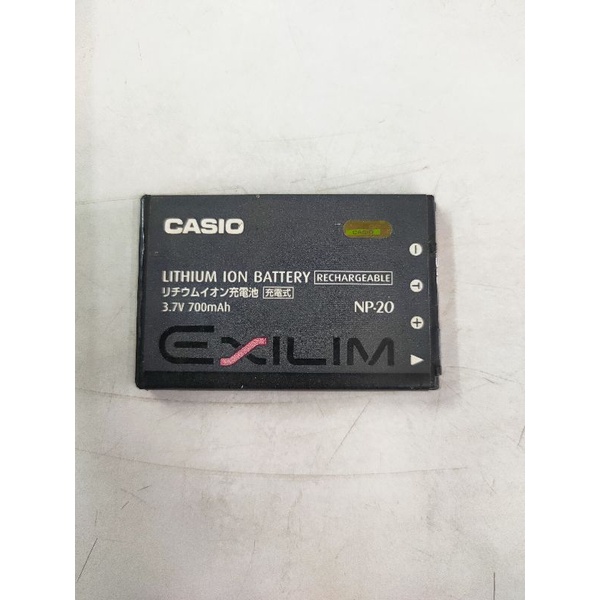 CASIO
LITHIUM ION BATTERY RECHARGEABLE
リチウムイオン充電池 充電式
3.7V 700mAh NP-20
EXILIM
− T +